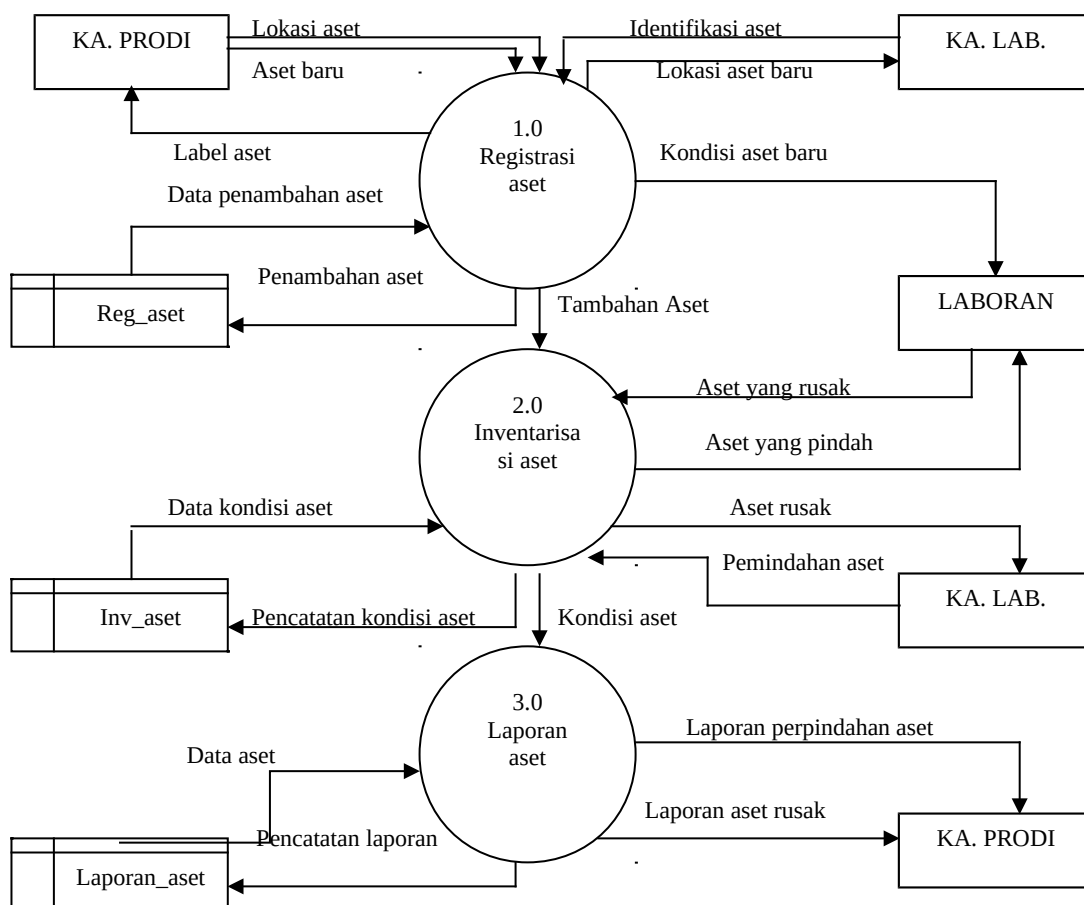 KA. PRODI
Lokasi aset
Identifikasi aset
KA. LAB.
Aset baru
Lokasi aset baru
1.0
Registrasi
aset
Label aset
Kondisi aset baru
Data penambahan aset
Penambahan aset
Reg_aset
Tambahan Aset
LABORAN
2.0
Inventarisa
si aset
Aset yang rusak
Aset yang pindah
Data kondisi aset
Aset rusak
Pemindahan aset
KA. LAB.
Inv_aset
Pencatatan kondisi aset
Kondisi aset
3.0
Laporan
aset
Laporan perpindahan aset
Data aset
Laporan aset rusak
Pencatatan laporan
KA. PRODI
Laporan_aset